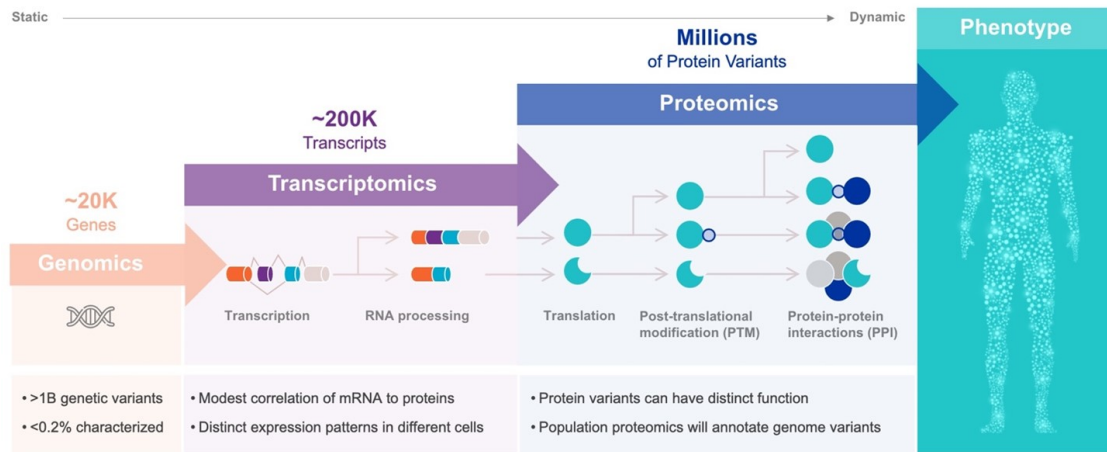 Static
Dynamic
Phenotype
Millions
of Protein Variants
Proteomics
~200K
Transcripts
Transcriptomics
~20K
Genes
Genomics
Transcription
RNA processing
Translation
Post-translational
modification (PTM)
Protein-protein
interactions (PPI)
• >1B genetic variants
• <0.2% characterized
• Modest correlation of mRNA to proteins
• Distinct expression patterns in different cells
• Protein variants can have distinct function
• Population proteomics will annotate genome variants